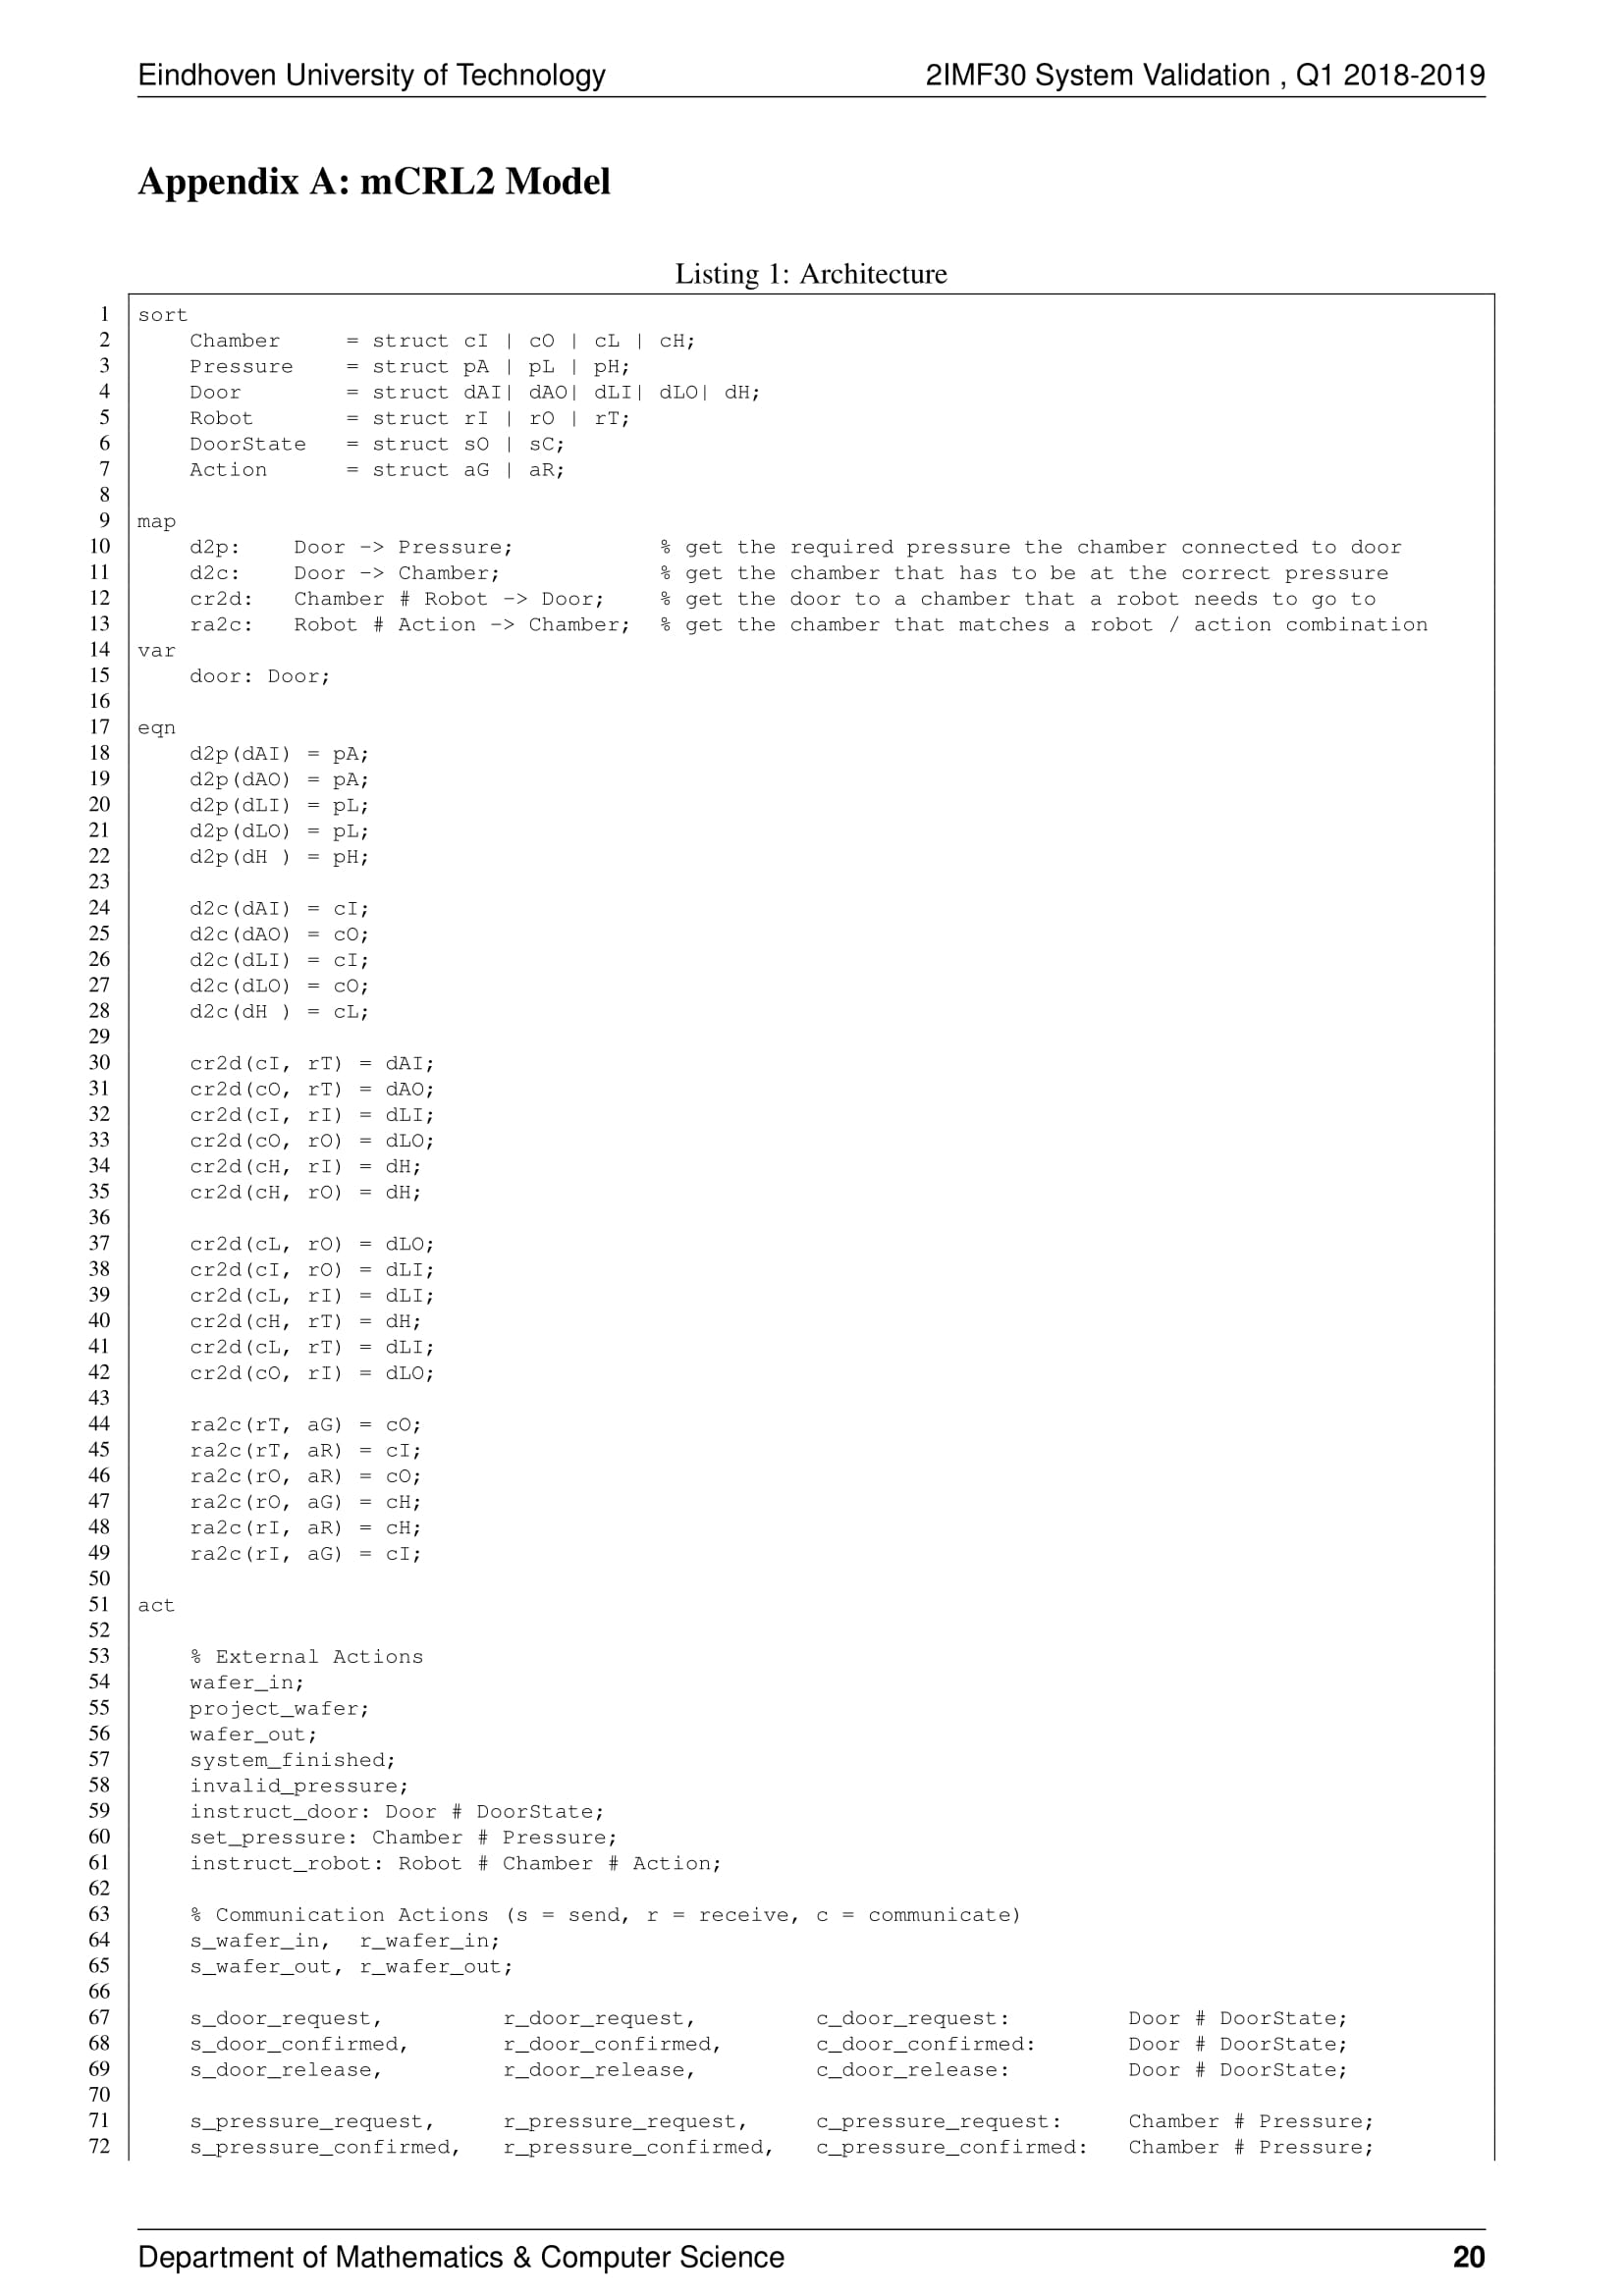 Eindhoven University of Technology 2IMF30 System Validation , Q1 2018-2019
Appendix A: mCRL2 Model
Listing 1: Architecture
1 sort
2 Chamber = struct cI | cO | cL | cH;
3 Pressure = struct pA | pL | pH;
4 Door = struct dAI| dAO| dLI| dLO| dH;
5 Robot = struct rI | rO | rT;
6 DoorState = struct sO | sC;
7 Action = struct aG | aR;
8
9 map
10 d2p: Door -> Pressure; % get the required pressure the chamber connected to door
11 d2c: Door -> Chamber; % get the chamber that has to be at the correct pressure
12 cr2d: Chamber # Robot -> Door; % get the door to a chamber that a robot needs to go to
13 ra2c: Robot # Action -> Chamber; % get the chamber that matches a robot / action combination
14 var
15 door: Door;
16
17 eqn
18 d2p(dAI) = pA;
19 d2p(dAO) = pA;
20 d2p(dLI) = pL;
21 d2p(dLO) = pL;
22 d2p(dH ) = pH;
23
24 d2c(dAI) = cI;
25 d2c(dAO) = cO;
26 d2c(dLI) = cI;
27 d2c(dLO) = cO;
28 d2c(dH ) = cL;
29
30 cr2d(cI, rT) = dAI;
31 cr2d(cO, rT) = dAO;
32 cr2d(cI, rI) = dLI;
33 cr2d(cO, rO) = dLO;
34 cr2d(cH, rI) = dH;
35 cr2d(cH, rO) = dH;
36
37 cr2d(cL, rO) = dLO;
38 cr2d(cI, rO) = dLI;
39 cr2d(cL, rI) = dLI;
40 cr2d(cH, rT) = dH;
41 cr2d(cL, rT) = dLI;
42 cr2d(cO, rI) = dLO;
43
44 ra2c(rT, aG) = cO;
45 ra2c(rT, aR) = cI;
46 ra2c(rO, aR) = cO;
47 ra2c(rO, aG) = cH;
48 ra2c(rI, aR) = cH;
49 ra2c(rI, aG) = cI;
50
51 act
52
53 % External Actions
54 wafer_in;
55 project_wafer;
56 wafer_out;
57 system_finished;
58 invalid_pressure;
59 instruct_door: Door # DoorState;
60 set_pressure: Chamber # Pressure;
61 instruct_robot: Robot # Chamber # Action;
62
63 % Communication Actions (s = send, r = receive, c = communicate)
64 s_wafer_in, r_wafer_in;
65 s_wafer_out, r_wafer_out;
66
67 s_door_request, r_door_request, c_door_request: Door # DoorState;
68 s_door_confirmed, r_door_confirmed, c_door_confirmed: Door # DoorState;
69 s_door_release, r_door_release, c_door_release: Door # DoorState;
70
71 s_pressure_request, r_pressure_request, c_pressure_request: Chamber # Pressure;
72 s_pressure_confirmed, r_pressure_confirmed, c_pressure_confirmed: Chamber # Pressure;
Department of Mathematics & Computer Science 20